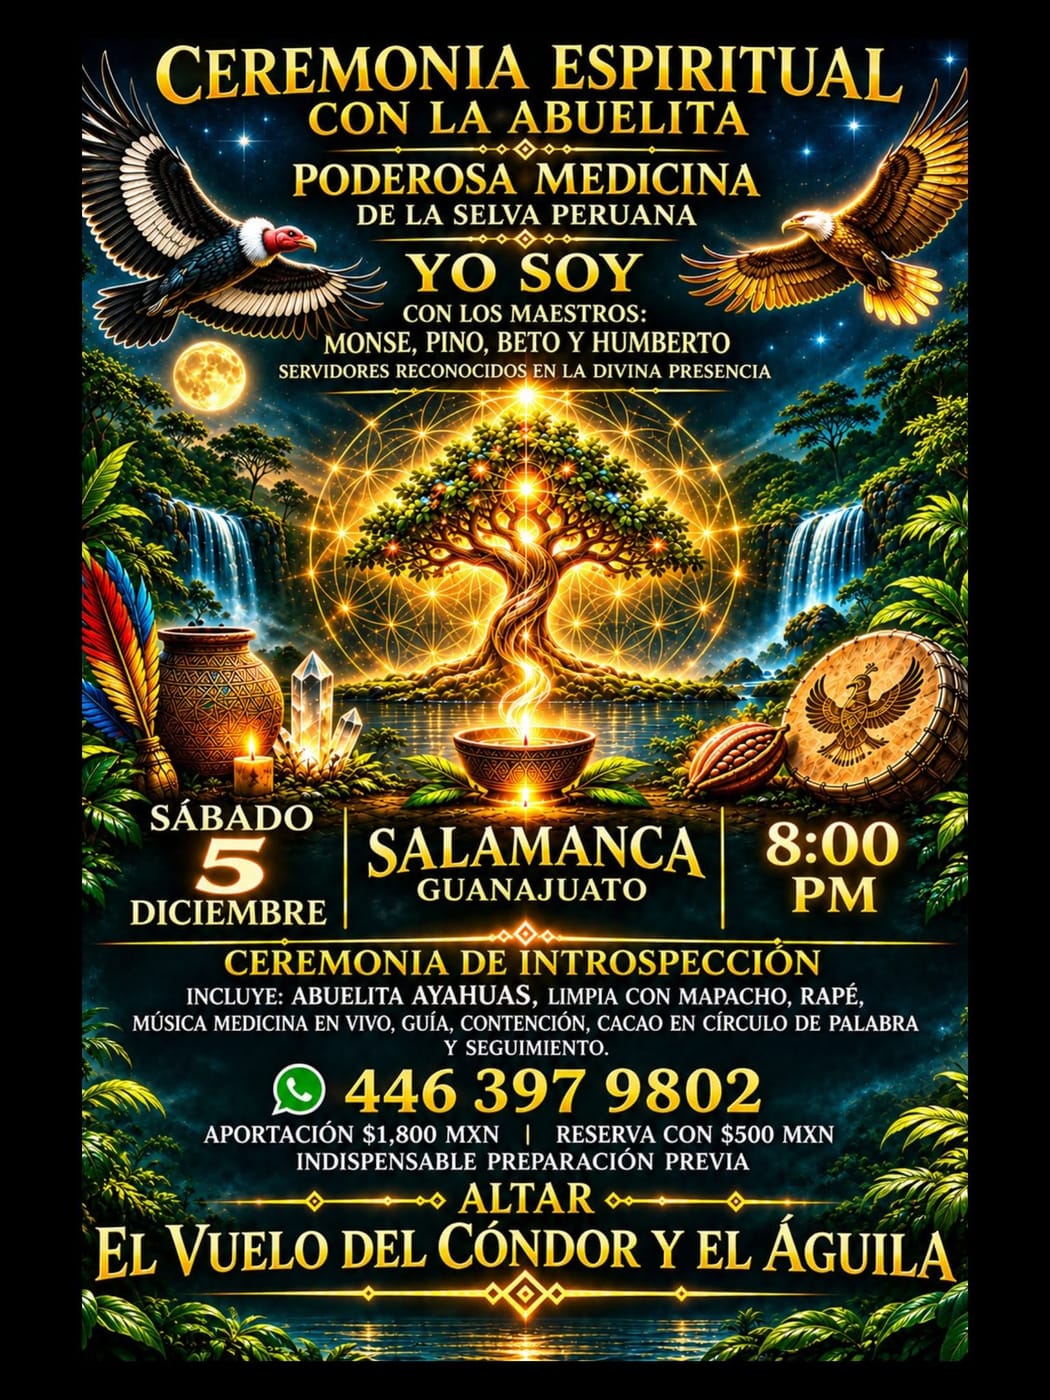 CEREMONIA ESPIRITUAL
CON LA ABUELITA
PODEROSA MEDICINA
DE LA SELVA PERUANA
YO SOY
CON LOS MAESTROS:
MONSE, PINO, BETO Y HUMBERTO
SERVIDORES RECONOCIDOS EN LA DIVINA PRESENCIA
SÁBADO
5
DICIEMBRE
SALAMANCA
GUANAJUATO
8:00
PM
CEREMONIA DE INTROSPECCIÓN
INCLUYE: ABUELITA AYAHUAS, LIMPIA CON MAPACHO, RAPÉ,
MÚSICA MEDICINA EN VIVO, GUÍA, CONTENCIÓN, CACAO EN CÍRCULO DE PALABRA
Y SEGUIMIENTO.
446 397 9802
APORTACIÓN $1,800 MXN | RESERVA CON $500 MXN
INDISPENSABLE PREPARACIÓN PREVIA
ALTAR
EL VUELO DEL CÓNDOR Y EL ÁGUILA